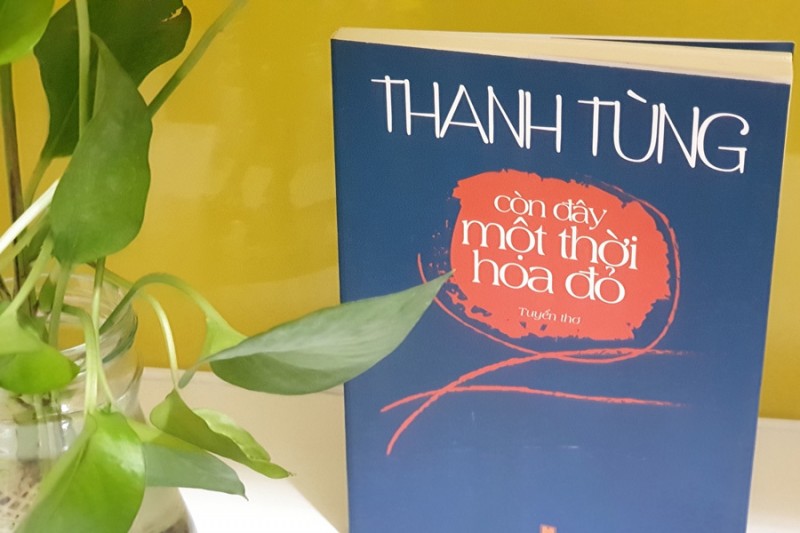 THANH TÙNG
còn đây
một thời
hoa đỏ
Tuyển thơ